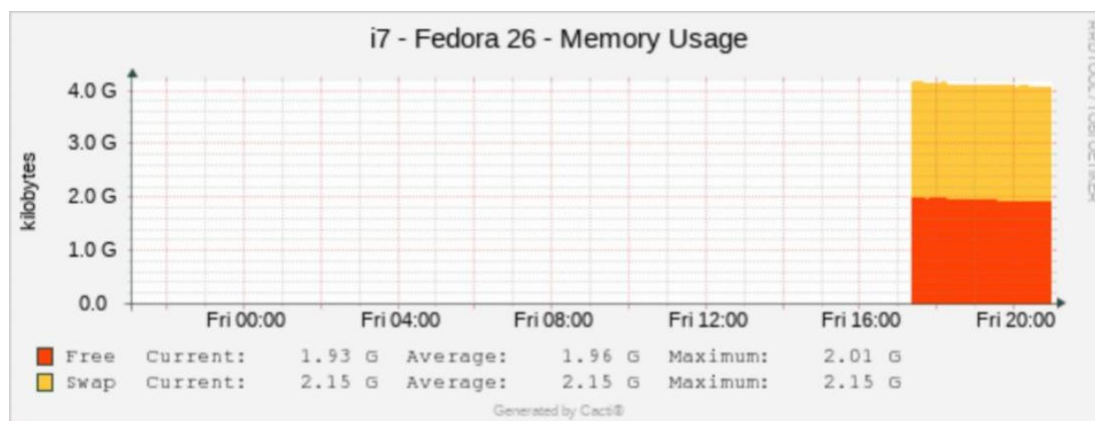 i7 - Fedora 26 - Memory Usage
kilobytes
4.0 G
3.0 G
2.0 G
1.0 G
0.0
Fri 00:00 Fri 04:00 Fri 08:00 Fri 12:00 Fri 16:00 Fri 20:00
Free Current: 1.93 G Average: 1.96 G Maximum: 2.01 G
Swap Current: 2.15 G Average: 2.15 G Maximum: 2.15 G
Generated by Cacti®